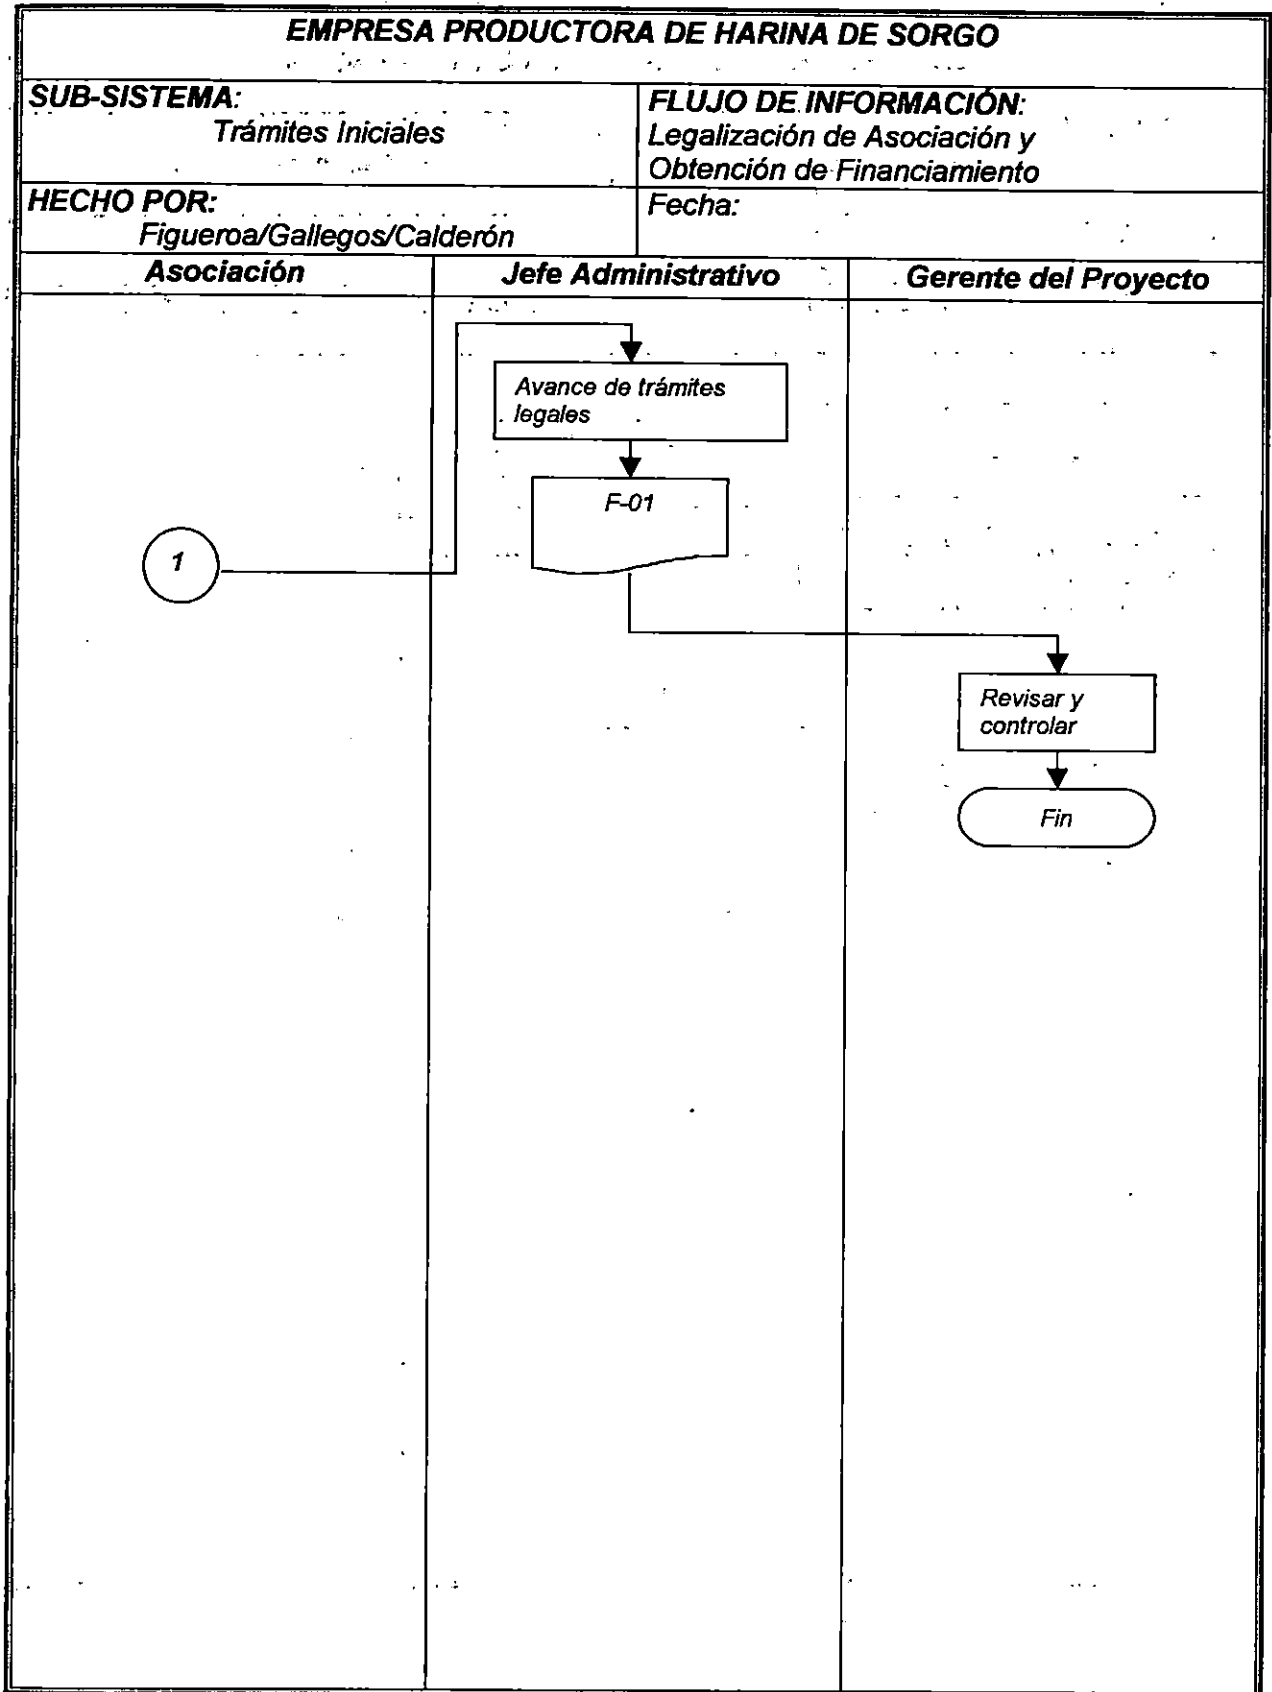 EMPRESA PRODUCTORA DE HARINA DE SORGO
SUB-SISTEMA:
Trámites Iniciales
FLUJO DE INFORMACIÓN:
Legalización de Asociación y
Obtención de Financiamiento
HECHO POR:
Figueroa/Gallegos/Calderón
Fecha:
Asociación
Jefe Administrativo
Gerente del Proyecto
Avance de trámites
legales
F-01
1
Revisar y
controlar
Fin